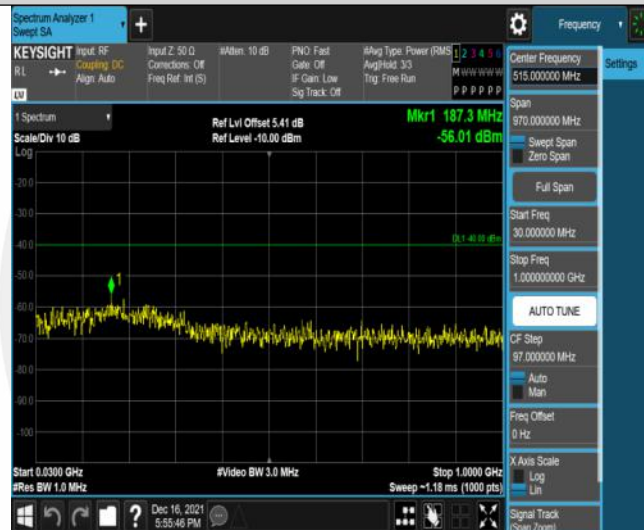 Spectrum Analyzer 1
Swept SA
+
Frequency
KEYSIGHT
RL
Input: RF
Coupling: DC
Align: Auto
LW
Input Z: 50 Ω
Corrections: Off
Freq Ref: Int (S)
#Atten: 10 dB
PNO: Fast
Gate: Off
IF Gain: Low
Sig Track: Off
#Avg Type: Power (RMS
Avg|Hold: 3/3
Trig: Free Run
1 2 3 4 5 6
M W W W W W
P P P P P P
1 Spectrum
Scale/Div 10 dB
Log
Ref Lvl Offset 5.41 dB
Ref Level -10.00 dBm
Mkr1 187.3 MHz
-56.01 dBm
-20.0
-30.0
-40.0
-50.0
-60.0
-70.0
-80.0
-90.0
-100
DL1 -40.00 dBm
1
Start 0.0300 GHz
#Res BW 1.0 MHz
#Video BW 3.0 MHz
Stop 1.0000 GHz
Sweep ~1.18 ms (1000 pts)
Dec 16, 2021
5:55:46 PM
Settings
Center Frequency
515.000000 MHz
Span
970.000000 MHz
Swept Span
Zero Span
Full Span
Start Freq
30.000000 MHz
Stop Freq
1.000000000 GHz
AUTO TUNE
CF Step
97.000000 MHz
Auto
Man
Freq Offset
0 Hz
X Axis Scale
Log
Lin
Signal Track
(Span Zoom)